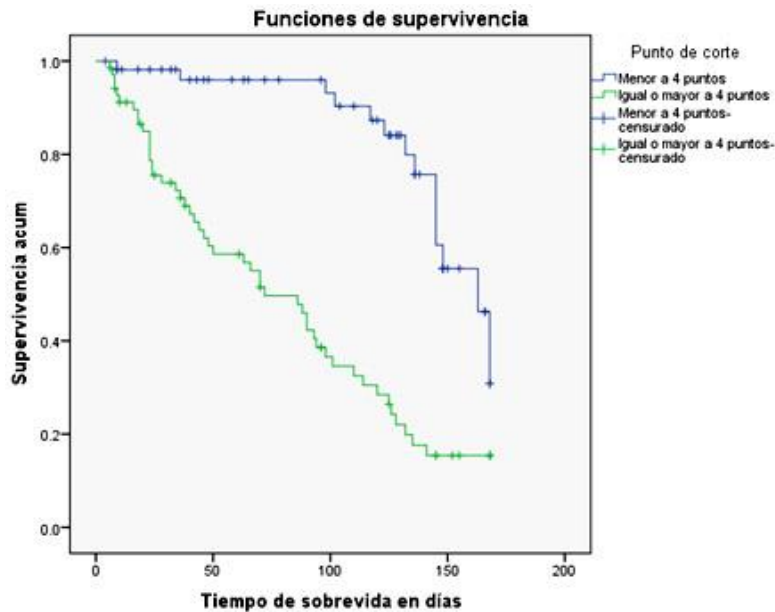 Funciones de supervivencia
Punto de corte
Menor a 4 puntos
Igual o mayor a 4 puntos
Menor a 4 puntos-
censurado
Igual o mayor a 4 puntos-
censurado
Supervivencia acum
1.0
0.8
0.6
0.4
0.2
0.0
0
50
100
150
200
Tiempo de sobrevida en días